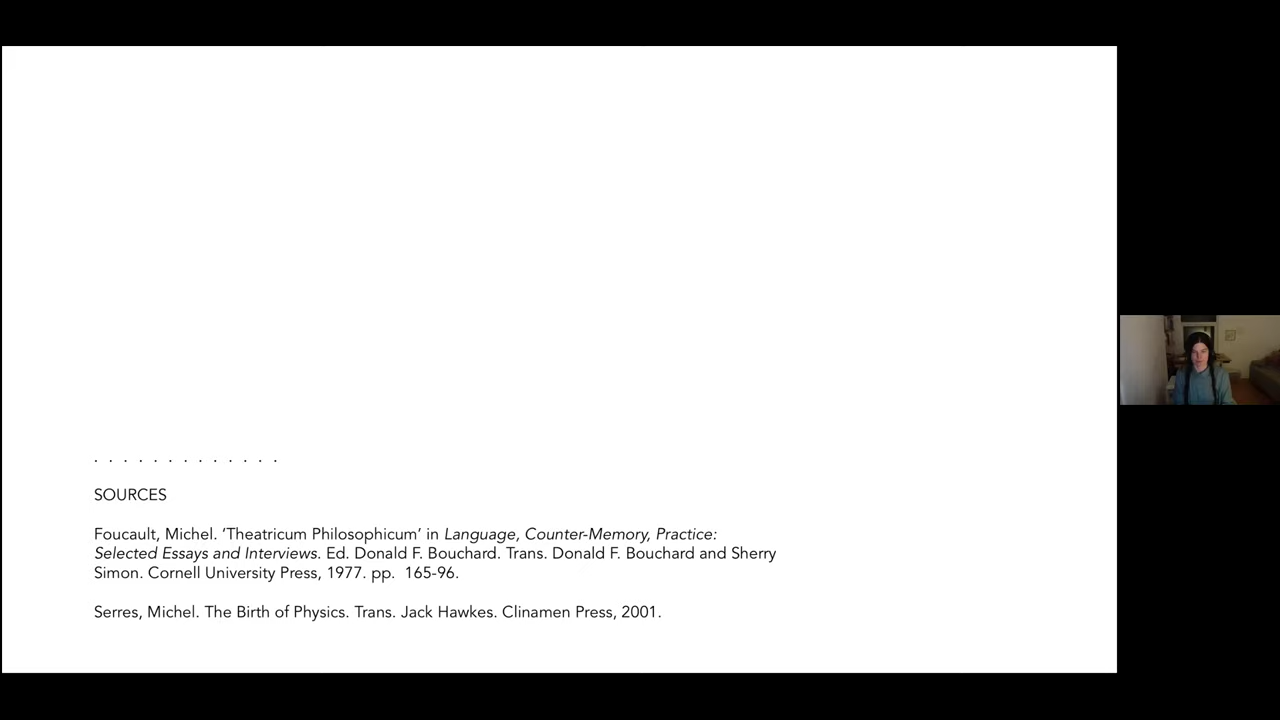 . . . . . . . . . . . . .
SOURCES
Foucault, Michel. ‘Theatricum Philosophicum’ in Language, Counter-Memory, Practice:
Selected Essays and Interviews. Ed. Donald F. Bouchard. Trans. Donald F. Bouchard and Sherry
Simon. Cornell University Press, 1977. pp.  165-96.
Serres, Michel. The Birth of Physics. Trans. Jack Hawkes. Clinamen Press, 2001.